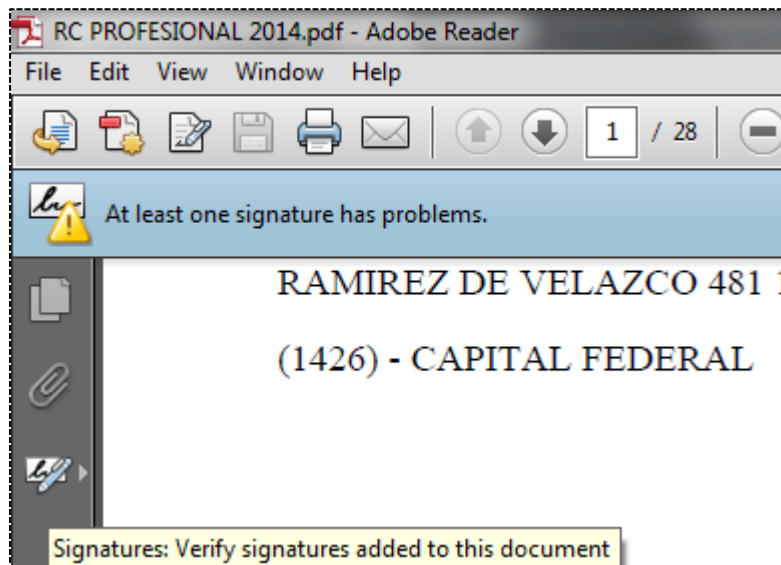 RC PROFESIONAL 2014.pdf - Adobe Reader
File Edit View Window Help
1 / 28
At least one signature has problems.
RAMIREZ DE VELAZCO 481 1
(1426) - CAPITAL FEDERAL
Signatures: Verify signatures added to this document